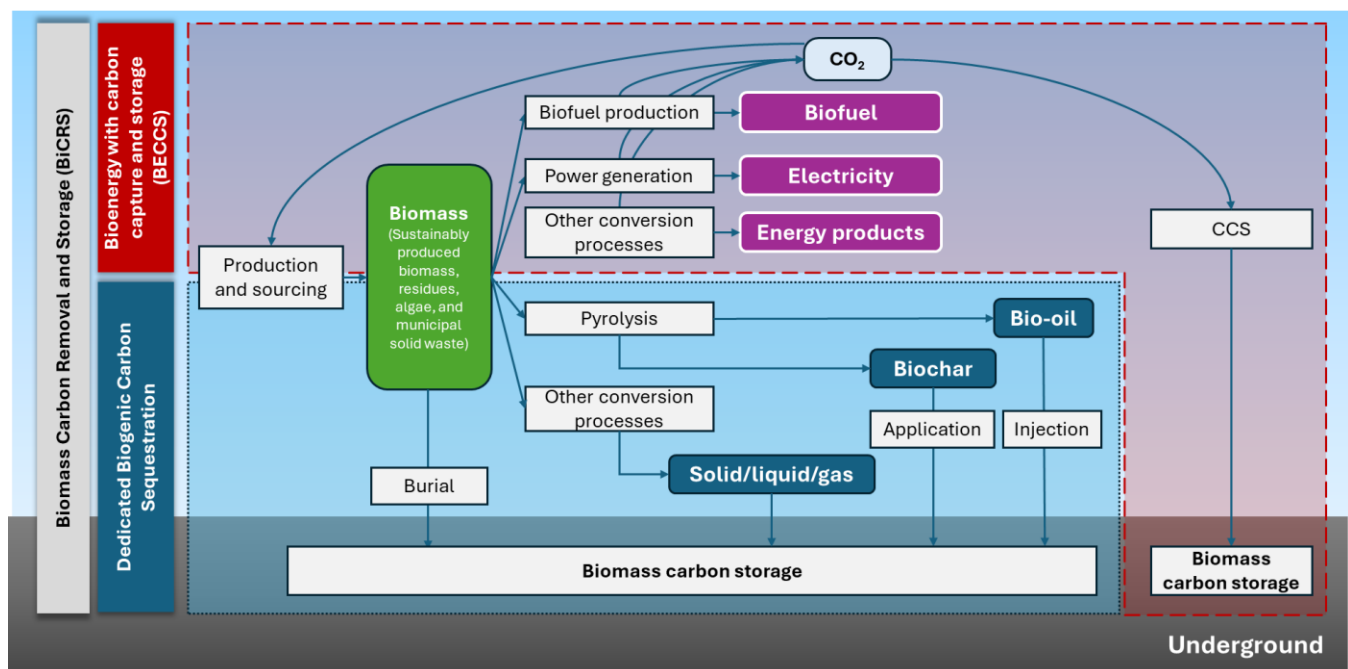 Biomass Carbon Removal and Storage (BiCRS)
Bioenergy with carbon
capture and storage
(BECCS)
Dedicated Biogenic Carbon
Sequestration
CO₂
Biofuel production
Biofuel
Power generation
Electricity
Other conversion
processes
Energy products
CCS
Production
and sourcing
Biomass
(Sustainably
produced
biomass,
residues,
algae, and
municipal
solid waste)
Pyrolysis
Bio-oil
Biochar
Other conversion
processes
Application
Injection
Solid/liquid/gas
Burial
Biomass carbon storage
Biomass
carbon storage
Underground